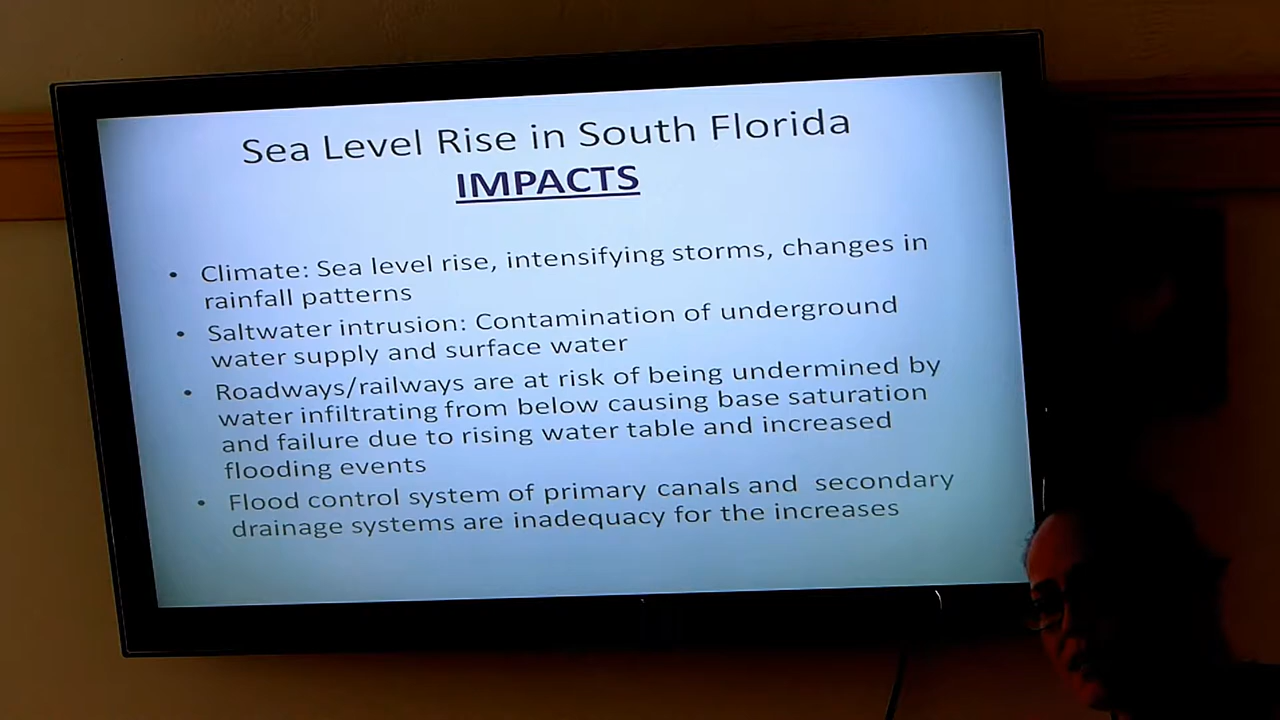 Sea Level Rise in South Florida
IMPACTS
• Climate: Sea level rise, intensifying storms, changes in
rainfall patterns
• Saltwater intrusion: Contamination of underground
water supply and surface water
• Roadways/railways are at risk of being undermined by
water infiltrating from below causing base saturation
and failure due to rising water table and increased
flooding events
• Flood control system of primary canals and secondary
drainage systems are inadequacy for the increases